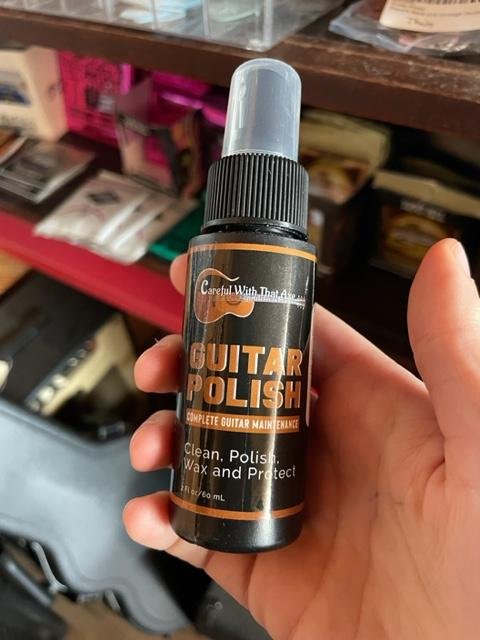 Careful With That Axe
GUITAR
POLISH
COMPLETE GUITAR MAINTENANCE
Clean, Polish,
Wax and Protect
2 fl oz/60 mL